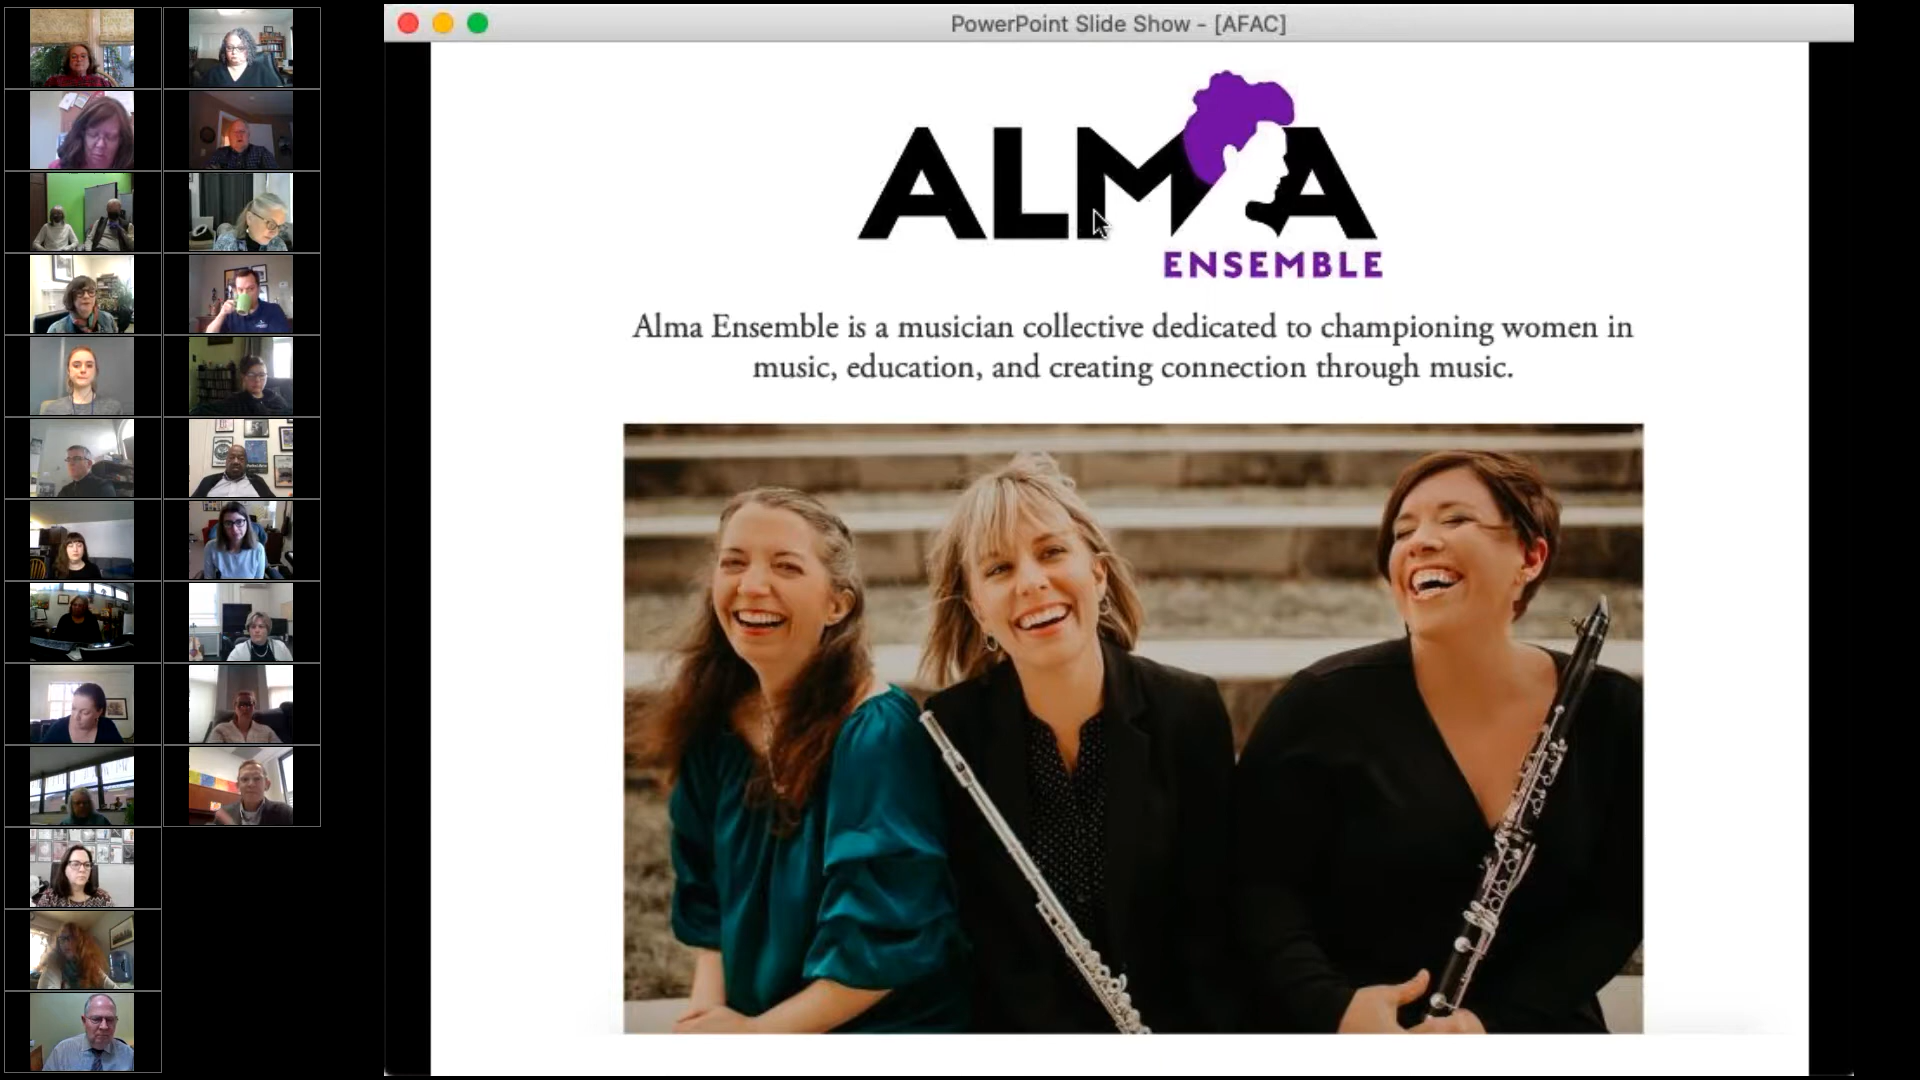 PowerPoint Slide Show - [AFAC]
ALMA
ENSEMBLE
Alma Ensemble is a musician collective dedicated to championing women in
music, education, and creating connection through music.